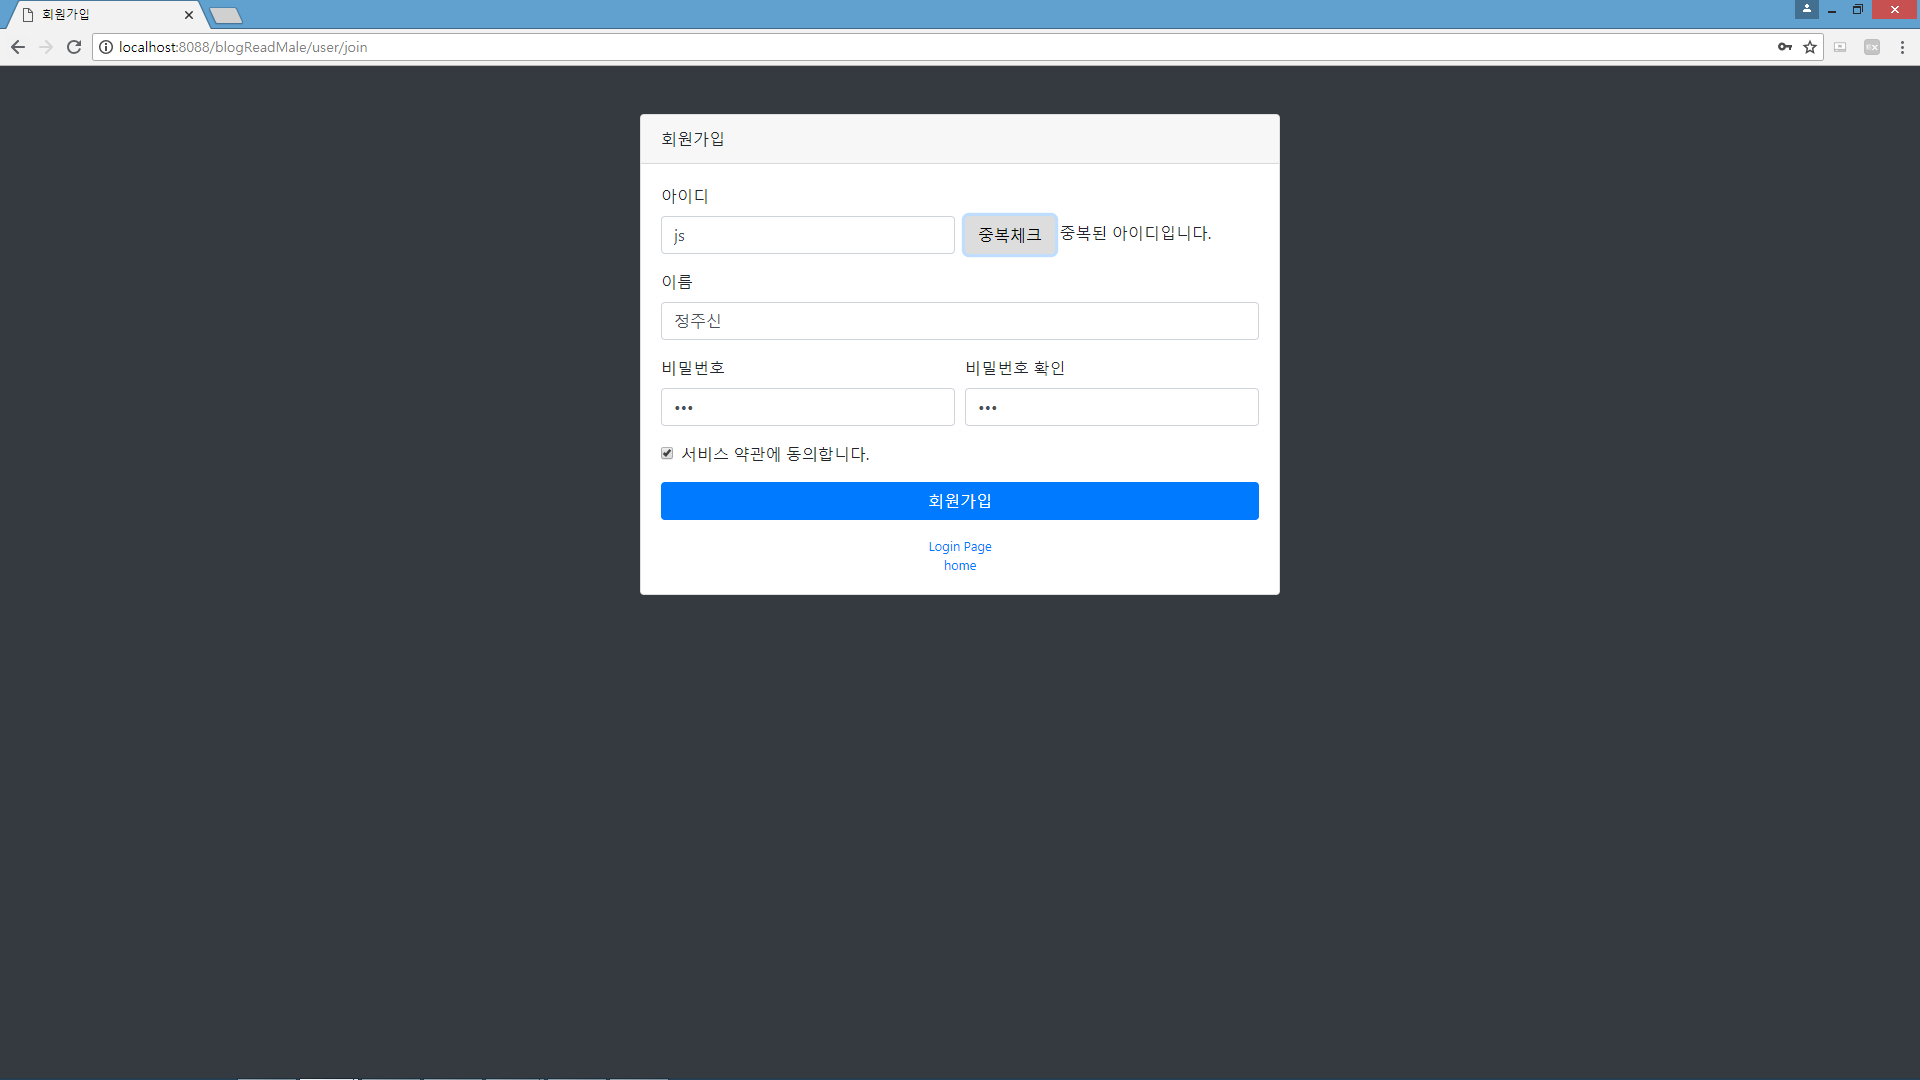 회원가입
localhost:8088/blogReadMale/user/join
회원가입
아이디
js
중복체크 중복된 아이디입니다.
이름
정주신
비밀번호 비밀번호 확인
••• •••
서비스 약관에 동의합니다.
회원가입
Login Page
home